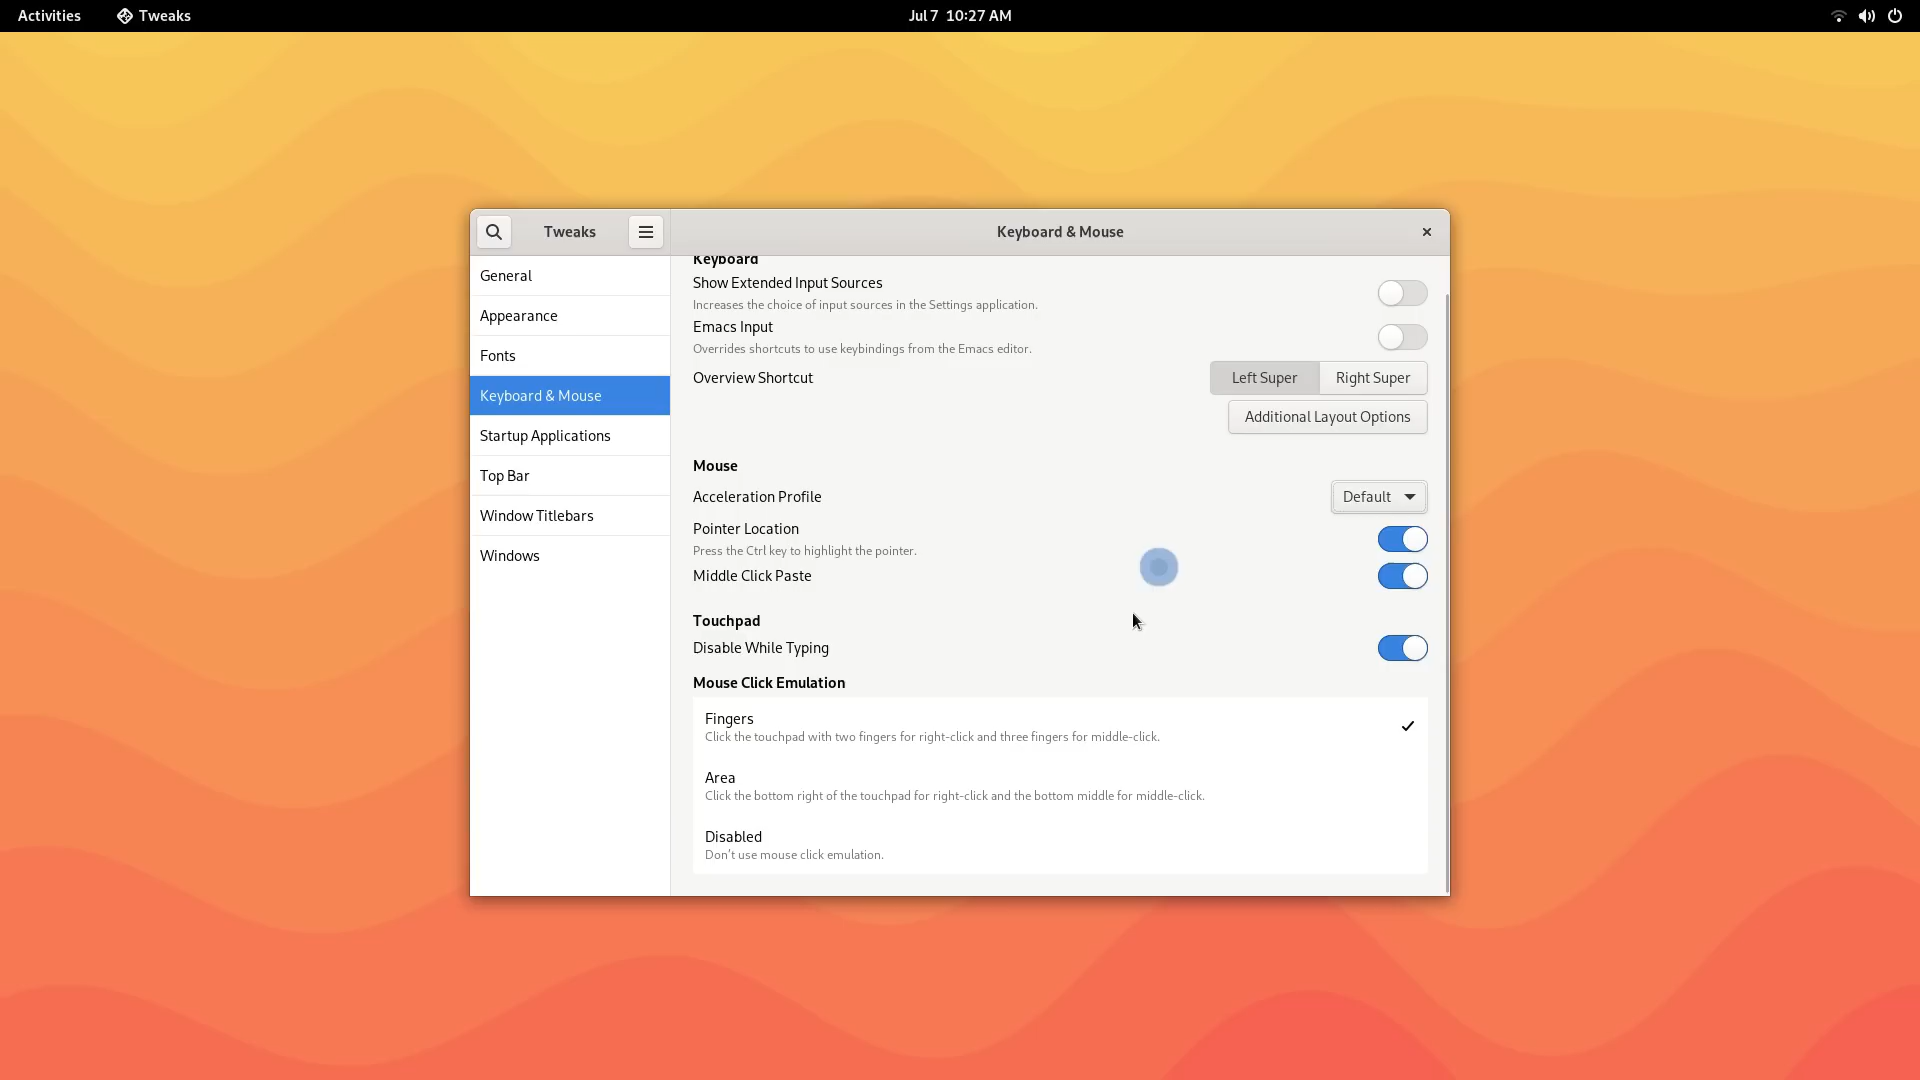 Activities
Tweaks
Jul 7 10:27 AM
Tweaks
Keyboard & Mouse
General
Appearance
Fonts
Keyboard & Mouse
Startup Applications
Top Bar
Window Titlebars
Windows
Keyboard
Show Extended Input Sources
Increases the choice of input sources in the Settings application.
Emacs Input
Overrides shortcuts to use keybindings from the Emacs editor.
Overview Shortcut
Left Super
Right Super
Additional Layout Options
Mouse
Acceleration Profile
Default
Pointer Location
Press the Ctrl key to highlight the pointer.
Middle Click Paste
Touchpad
Disable While Typing
Mouse Click Emulation
Fingers
Click the touchpad with two fingers for right-click and three fingers for middle-click.
Area
Click the bottom right of the touchpad for right-click and the bottom middle for middle-click.
Disabled
Don't use mouse click emulation.